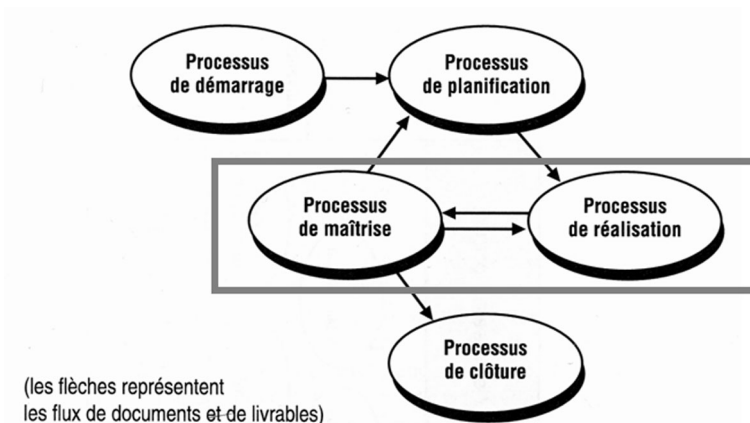 Processus
de démarrage
Processus
de planification
Processus
de maîtrise
Processus
de réalisation
Processus
de clôture
(les flèches représentent
les flux de documents et de livrables)